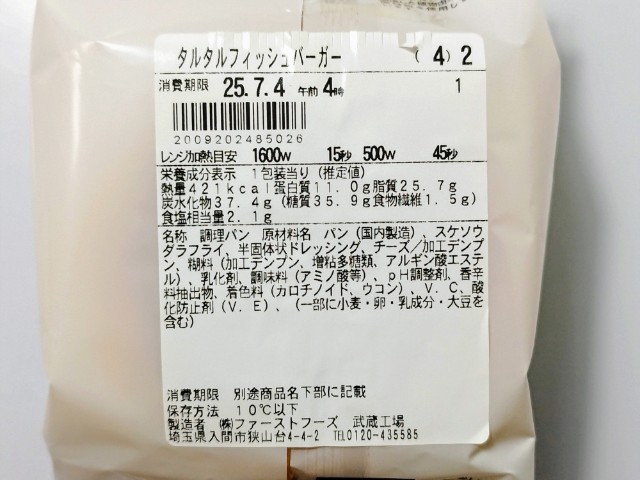 タルタルフィッシュバーガー (4)2
消費期限 25.7.4 午前 4時 1
2009202485026
レンジ加熱目安 1600W 15秒 500W 45秒
栄養成分表示 1包装当り(推定値)
熱量421kcal蛋白質11.0g脂質25.7g
炭水化物37.4g(糖質35.9g食物繊維1.5g)
食塩相当量2.1g
名称 調理パン 原材料名 パン(国内製造)、スケソウ
ダラフライ、半固体状ドレッシング、チーズ/加工デンプ
ン、糊料(加工デンプン、増粘多糖類、アルギン酸エステ
ル)、乳化剤、調味料(アミノ酸等)、pH調整剤、香辛
料抽出物、着色料(カロチノイド、ウコン)、V.C、酸
化防止剤(V.E)、(一部に小麦・卵・乳成分・大豆を
含む)
消費期限 別途商品名下部に記載
保存方法 10℃以下
製造者 ㈱ファーストフーズ 武蔵工場
埼玉県入間市狭山台4-4-2 TEL0120-435585